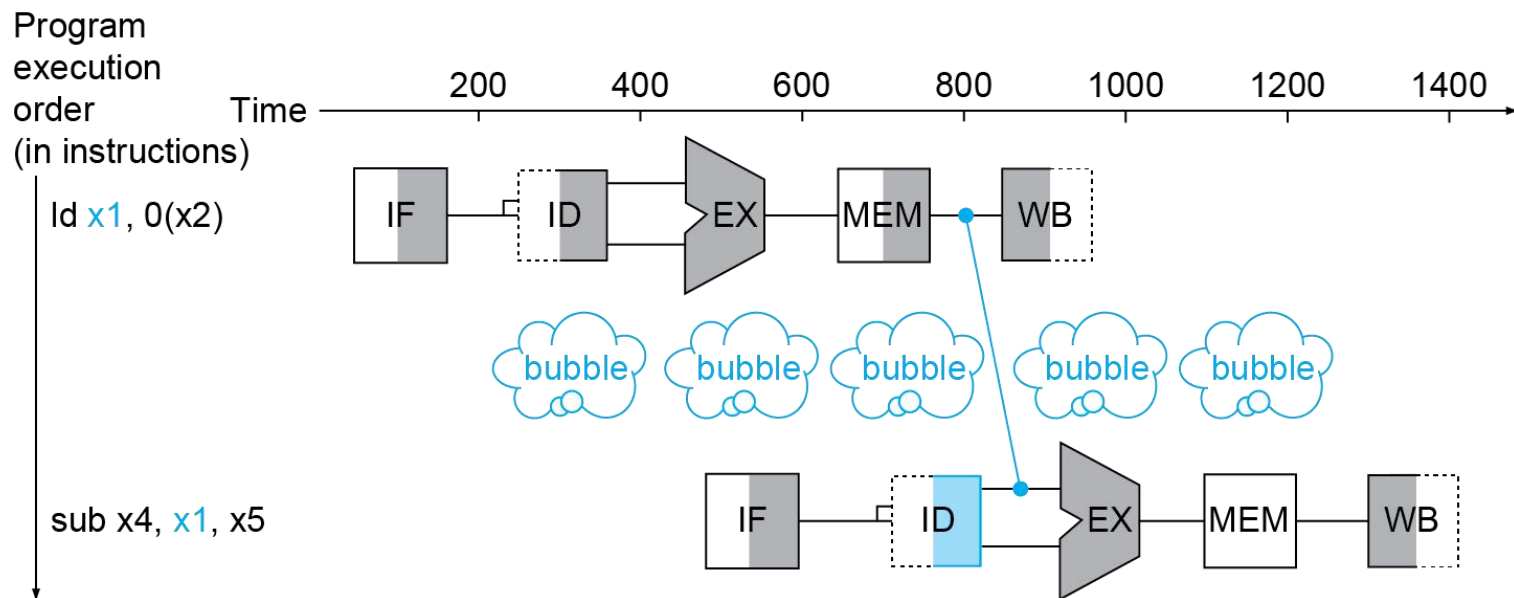 Program
execution
order
(in instructions)
Time
200 400 600 800 1000 1200 1400
ld x1, 0(x2)
IF ID EX MEM WB
bubble bubble bubble bubble bubble
sub x4, x1, x5
IF ID EX MEM WB